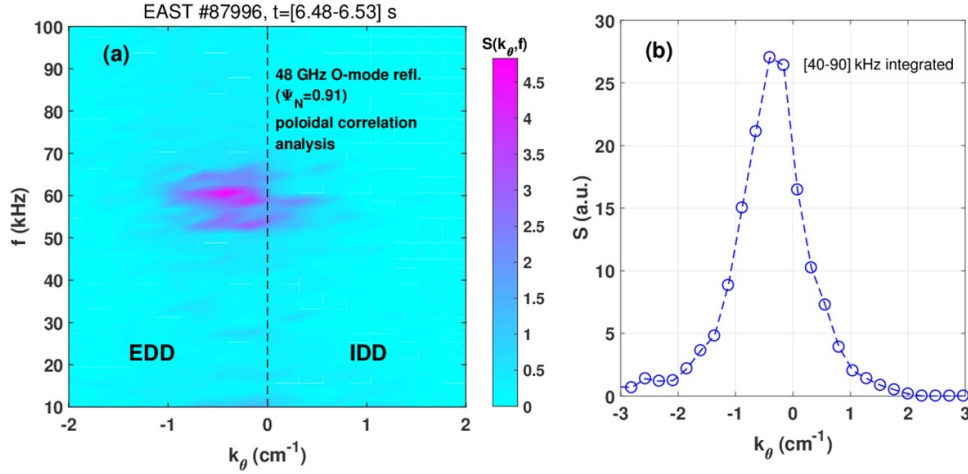 EAST #87996, t=[6.48-6.53] s
(a)
48 GHz O-mode refl.
(Ψ_N=0.91)
poloidal correlation
analysis
EDD
IDD
f (kHz)
100
90
80
70
60
50
40
30
20
10
-2
-1
0
1
2
k_θ (cm^-1)
S(k_θ,f)
4.5
4
3.5
3
2.5
2
1.5
1
0.5
0
(b)
[40-90] kHz integrated
S (a.u.)
30
25
20
15
10
5
0
-3
-2
-1
0
1
2
3
k_θ (cm^-1)